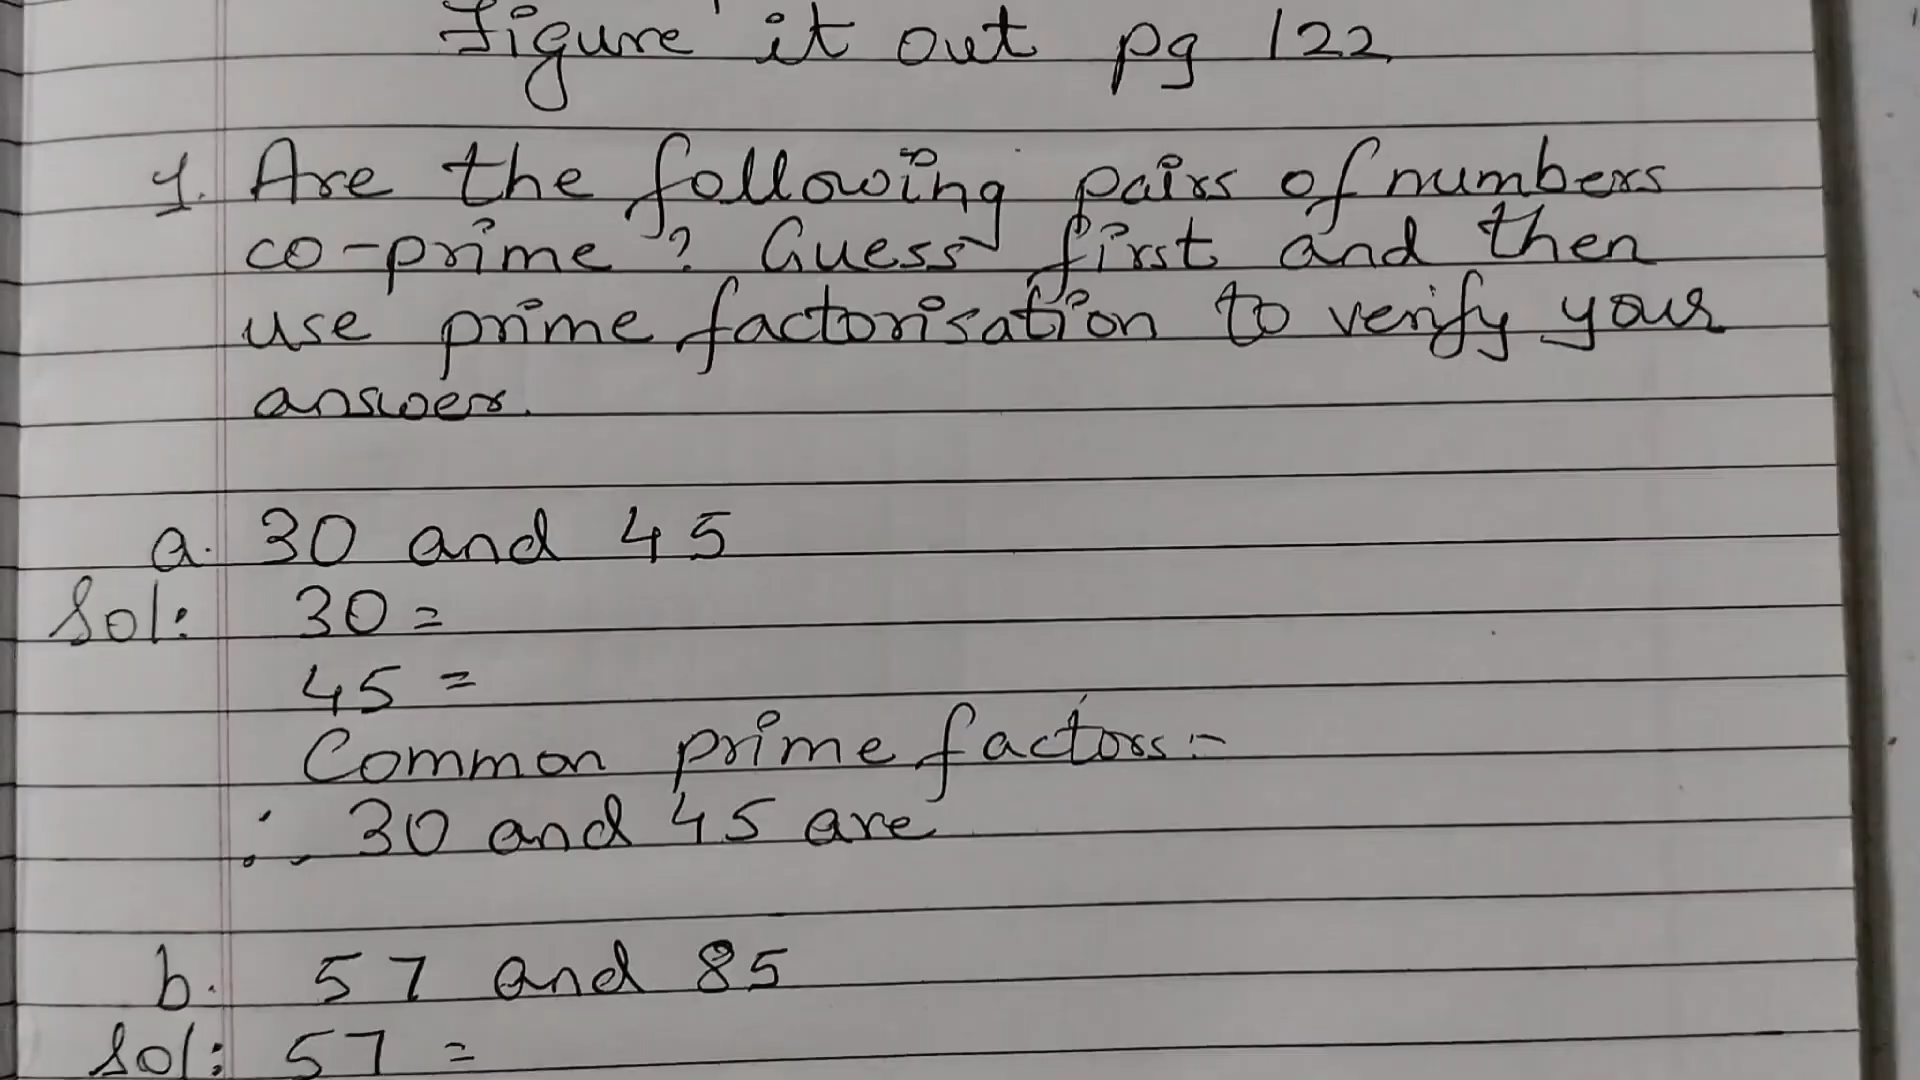 Figure it out pg 122
1. Are the following pairs of numbers
co-prime? Guess first and then
use prime factorisation to verify your
answer.
a. 30 and 45
Sol: 30 =
45 =
Common prime factors:-
∴ 30 and 45 are
b. 57 and 85
Sol: 57 =